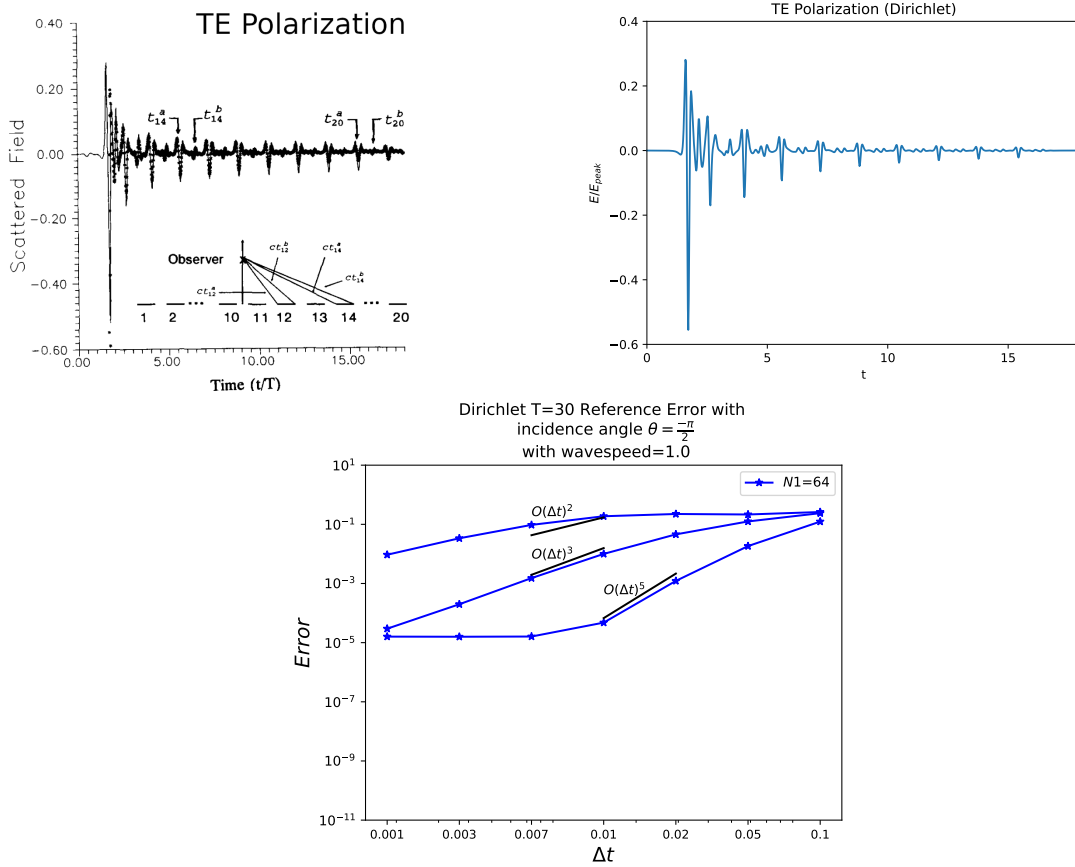 TE Polarization
0.40
0.20
0.00
−0.20
−0.40
−0.60
Scattered Field
t₁₄ᵃ
t₁₄ᵇ
t₂₀ᵃ
t₂₀ᵇ
Observer
ct₁₂ᵇ
ct₁₄ᵃ
ct₁₄ᵇ
ct₁₂ᵃ
1 2 ··· 10 11 12 13 14 ··· 20
0.00 5.00 10.00 15.00
Time (t/T)
TE Polarization (Dirichlet)
0.4
0.2
0.0
−0.2
−0.4
−0.6
E/E_peak
0 5 10 15
t
Dirichlet T=30 Reference Error with
incidence angle θ = −π/2
with wavespeed=1.0
10¹
10⁻¹
10⁻³
10⁻⁵
10⁻⁷
10⁻⁹
10⁻¹¹
Error
N1=64
O(Δt)²
O(Δt)³
O(Δt)⁵
0.001 0.003 0.007 0.01 0.02 0.05 0.1
Δt